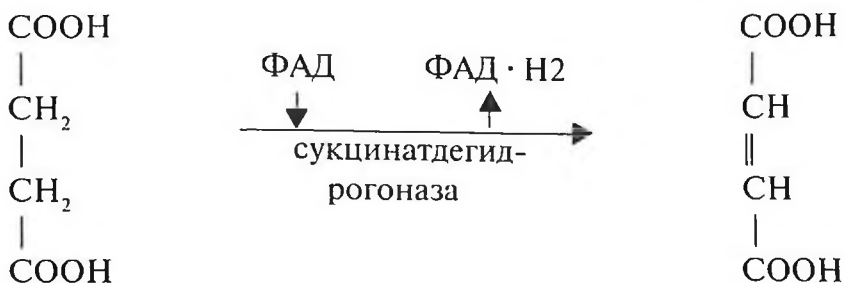 COOH
|
CH₂
|
CH₂
|
COOH
ФАД ФАД · Н2
сукцинатдегид-
рогоназа
COOH
|
CH
||
CH
|
COOH